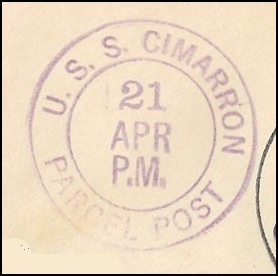 U. S. S. CIMARRON
21
APR
P.M.
PARCEL POST